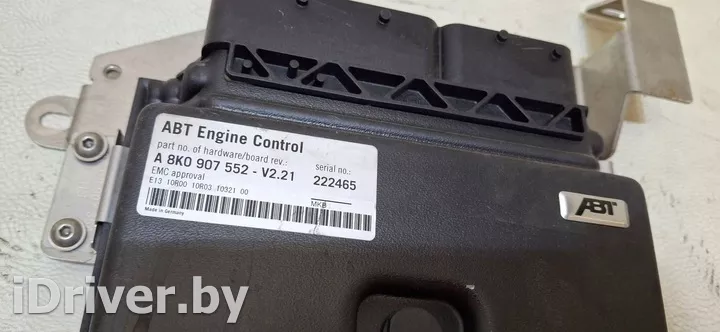 ABT Engine Control
part no. of hardware/board rev.: serial no.:
A 8K0 907 552 - V2.21 222465
EMC approval
E13 10R00 10R03 10321 00
MKB
Made in Germany
ABT
iDriver.by